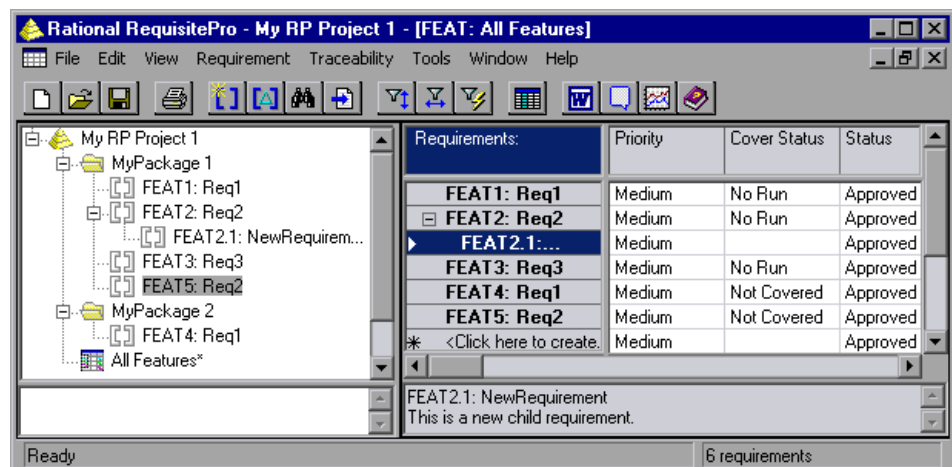 Rational RequisitePro - My RP Project 1 - [FEAT: All Features]
File Edit View Requirement Traceability Tools Window Help
My RP Project 1
MyPackage 1
FEAT1: Req1
FEAT2: Req2
FEAT2.1: NewRequirem...
FEAT3: Req3
FEAT5: Req2
MyPackage 2
FEAT4: Req1
All Features*
Requirements: Priority Cover Status Status
FEAT1: Req1 Medium No Run Approved
FEAT2: Req2 Medium No Run Approved
FEAT2.1:... Medium Approved
FEAT3: Req3 Medium No Run Approved
FEAT4: Req1 Medium Not Covered Approved
FEAT5: Req2 Medium Not Covered Approved
<Click here to create. Medium Approved
FEAT2.1: NewRequirement
This is a new child requirement.
Ready 6 requirements